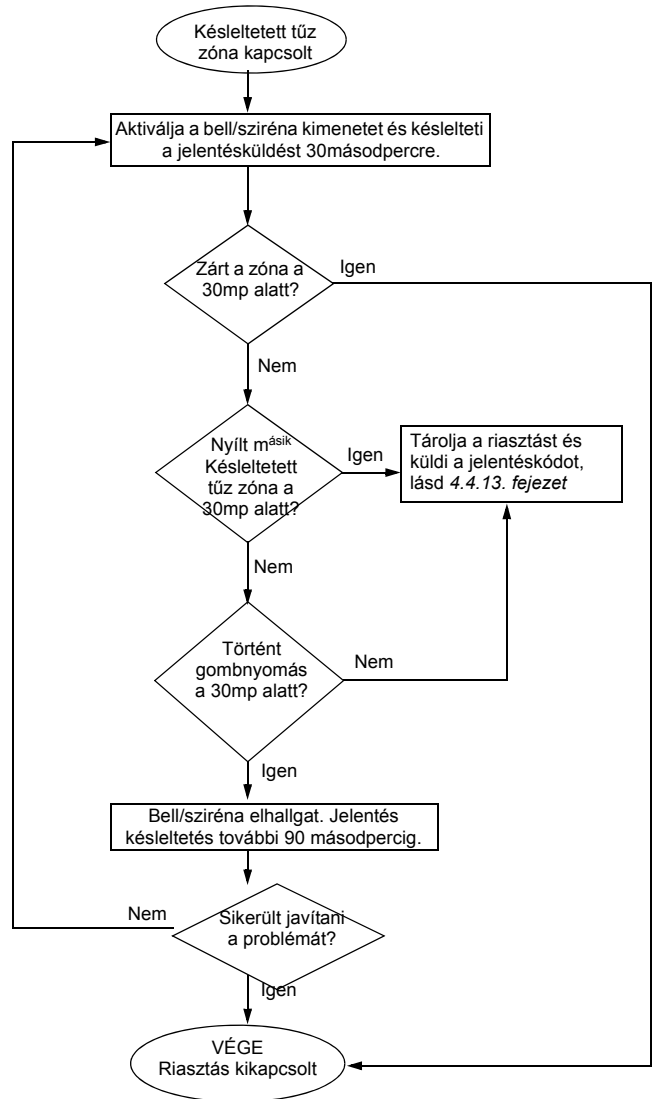 Késleltetett tűz
zóna kapcsolt
Aktiválja a bell/sziréna kimenetet és késlelteti
a jelentésküldést 30másodpercre.
Zárt a zóna a
30mp alatt?
Igen
Nem
Nyílt másik
Késleltetett
tűz zóna a
30mp alatt?
Igen
Tárolja a riasztást és
küldi a jelentéskódot,
lásd 4.4.13. fejezet
Nem
Történt
gombnyomás
a 30mp alatt?
Nem
Igen
Bell/sziréna elhallgat. Jelentés
késleltetés további 90 másodpercig.
Nem
Sikerült javítani
a problémát?
Igen
VÉGE
Riasztás kikapcsolt